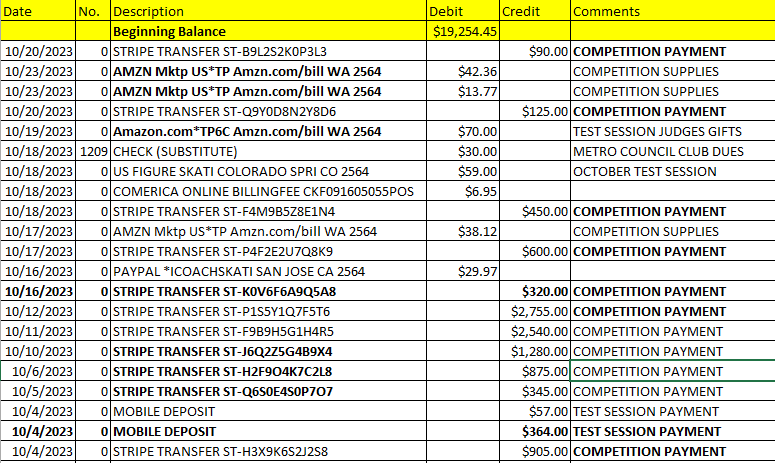 Date No. Description Debit Credit Comments
Beginning Balance $19,254.45
10/20/2023 0 STRIPE TRANSFER ST-B9L2S2K0P3L3 $90.00 COMPETITION PAYMENT
10/23/2023 0 AMZN Mktp US*TP Amzn.com/bill WA 2564 $42.36 COMPETITION SUPPLIES
10/23/2023 0 AMZN Mktp US*TP Amzn.com/bill WA 2564 $13.77 COMPETITION SUPPLIES
10/20/2023 0 STRIPE TRANSFER ST-Q9Y0D8N2Y8D6 $125.00 COMPETITION PAYMENT
10/19/2023 0 Amazon.com*TP6C Amzn.com/bill WA 2564 $70.00 TEST SESSION JUDGES GIFTS
10/18/2023 1209 CHECK (SUBSTITUTE) $30.00 METRO COUNCIL CLUB DUES
10/18/2023 0 US FIGURE SKATI COLORADO SPRI CO 2564 $59.00 OCTOBER TEST SESSION
10/18/2023 0 COMERICA ONLINE BILLINGFEE CKF091605055POS $6.95
10/18/2023 0 STRIPE TRANSFER ST-F4M9B5Z8E1N4 $450.00 COMPETITION PAYMENT
10/17/2023 0 AMZN Mktp US*TP Amzn.com/bill WA 2564 $38.12 COMPETITION SUPPLIES
10/17/2023 0 STRIPE TRANSFER ST-P4F2E2U7Q8K9 $600.00 COMPETITION PAYMENT
10/16/2023 0 PAYPAL *ICOACHSKATI SAN JOSE CA 2564 $29.97
10/16/2023 0 STRIPE TRANSFER ST-K0V6F6A9Q5A8 $320.00 COMPETITION PAYMENT
10/12/2023 0 STRIPE TRANSFER ST-P1S5Y1Q7F5T6 $2,755.00 COMPETITION PAYMENT
10/11/2023 0 STRIPE TRANSFER ST-F9B9H5G1H4R5 $2,540.00 COMPETITION PAYMENT
10/10/2023 0 STRIPE TRANSFER ST-J6Q2Z5G4B9X4 $1,280.00 COMPETITION PAYMENT
10/6/2023 0 STRIPE TRANSFER ST-H2F9O4K7C2L8 $875.00 COMPETITION PAYMENT
10/5/2023 0 STRIPE TRANSFER ST-Q6S0E4S0P7O7 $345.00 COMPETITION PAYMENT
10/4/2023 0 MOBILE DEPOSIT $57.00 TEST SESSION PAYMENT
10/4/2023 0 MOBILE DEPOSIT $364.00 TEST SESSION PAYMENT
10/4/2023 0 STRIPE TRANSFER ST-H3X9K6S2J2S8 $905.00 COMPETITION PAYMENT